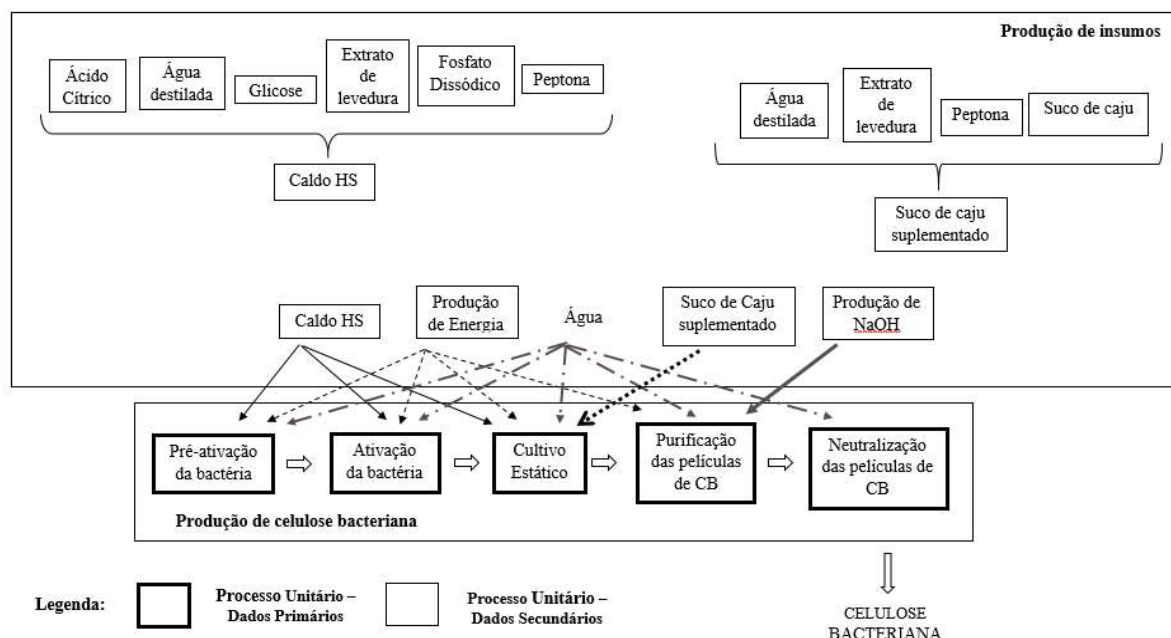 Produção de insumos
Ácido
Cítrico
Água
destilada
Glicose
Extrato
de
levedura
Fosfato
Dissódico
Peptona
Caldo HS
Água
destilada
Extrato
de
levedura
Peptona
Suco de caju
Suco de caju
suplementado
Caldo HS
Produção
de Energia
Água
Suco de Caju
suplementado
Produção de
NaOH
Pré-ativação
da bactéria
Ativação
da bactéria
Cultivo
Estático
Purificação
das películas
de CB
Neutralização
das películas de
CB
Produção de celulose bacteriana
Legenda:
Processo Unitário –
Dados Primários
Processo Unitário –
Dados Secundários
CELULOSE
BACTERIANA